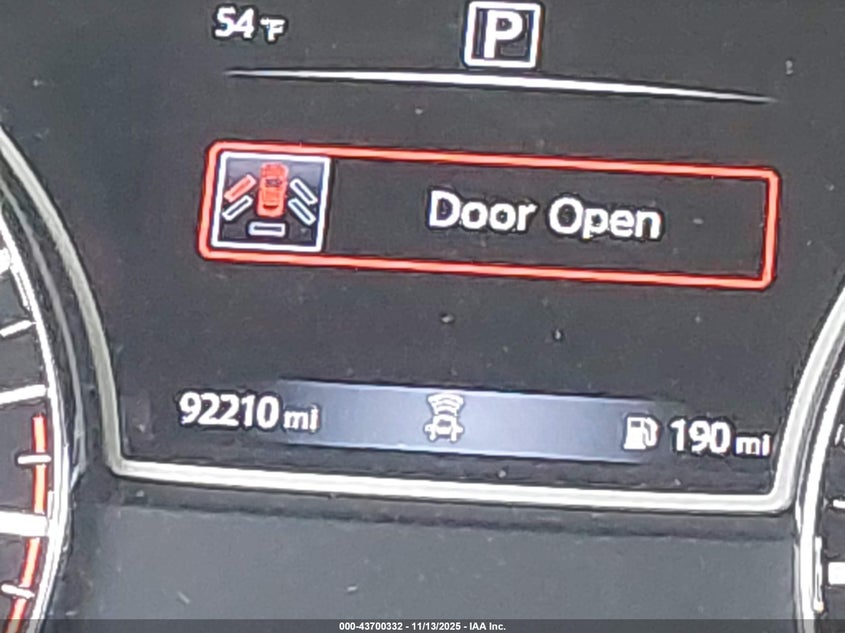 54°F P
Door Open
92210 mi 190 mi
000-43700332 - 11/13/2025 - IAA Inc.